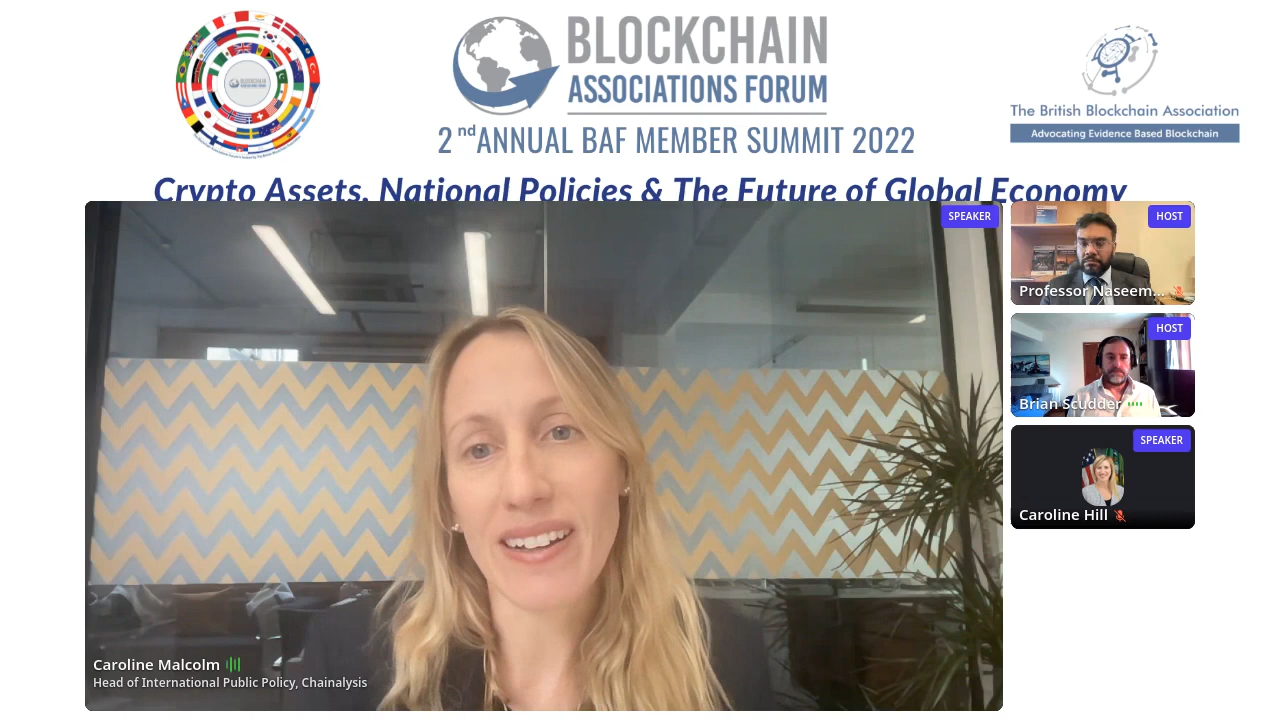 BLOCKCHAIN
ASSOCIATIONS FORUM
2nd ANNUAL BAF MEMBER SUMMIT 2022
The British Blockchain Association
Advocating Evidence Based Blockchain
Crypto Assets, National Policies & The Future of Global Economy
SPEAKER
Caroline Malcolm
Head of International Public Policy, Chainalysis
HOST
Professor Naseem...
HOST
Brian Scudder
SPEAKER
Caroline Hill